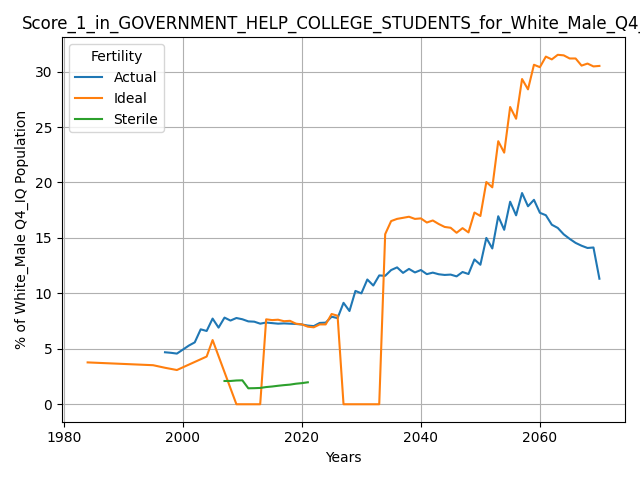 Score_1_in_GOVERNMENT_HELP_COLLEGE_STUDENTS_for_White_Male_Q4_
Fertility
Actual
Ideal
Sterile
% of White_Male Q4_IQ Population
30
25
20
15
10
5
0
1980
2000
2020
2040
2060
Years